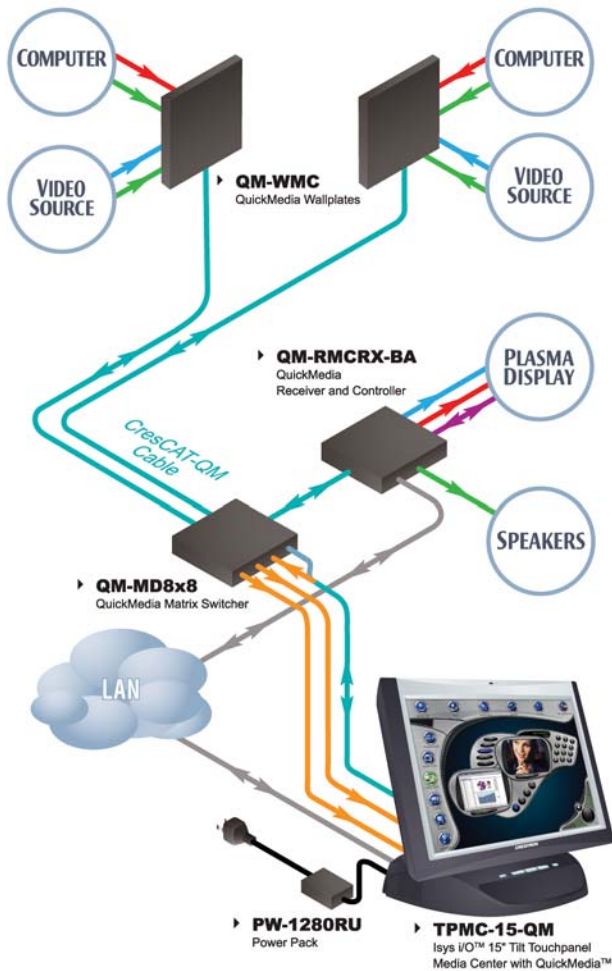 COMPUTER
COMPUTER
VIDEO
SOURCE
VIDEO
SOURCE
QM-WMC
QuickMedia Wallplates
QM-RMCRX-BA
QuickMedia
Receiver and Controller
PLASMA
DISPLAY
CresCAT-QM
Cable
SPEAKERS
QM-MD8x8
QuickMedia Matrix Switcher
LAN
CRESTRON
PW-1280RU
Power Pack
TPMC-15-QM
Isys i/O™ 15" Tilt Touchpanel
Media Center with QuickMedia™